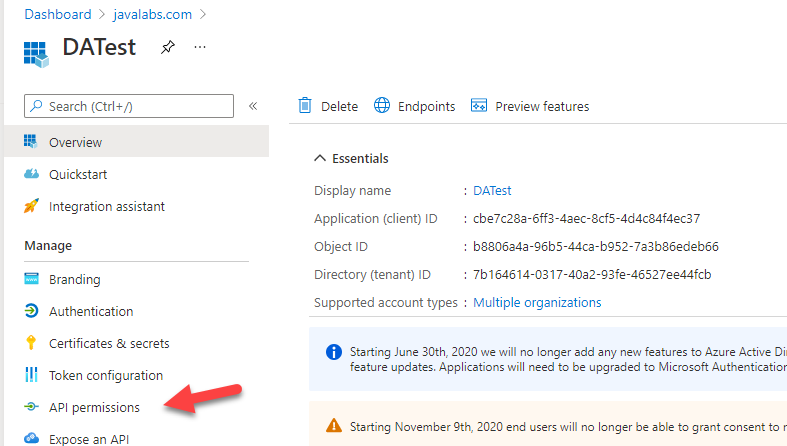 Dashboard > javalabs.com >
DATest
Search (Ctrl+/)
«
Delete
Endpoints
Preview features
Overview
Quickstart
Integration assistant
Manage
Branding
Authentication
Certificates & secrets
Token configuration
API permissions
Expose an API
Essentials
Display name : DATest
Application (client) ID : cbe7c28a-6ff3-4aec-8cf5-4d4c84f4ec37
Object ID : b8806a4a-96b5-44ca-b952-7a3b86edeb66
Directory (tenant) ID : 7b164614-0317-40a2-93fe-46527ee44fcb
Supported account types : Multiple organizations
Starting June 30th, 2020 we will no longer add any new features to Azure Active Di
feature updates. Applications will need to be upgraded to Microsoft Authentication
Starting November 9th, 2020 end users will no longer be able to grant consent to